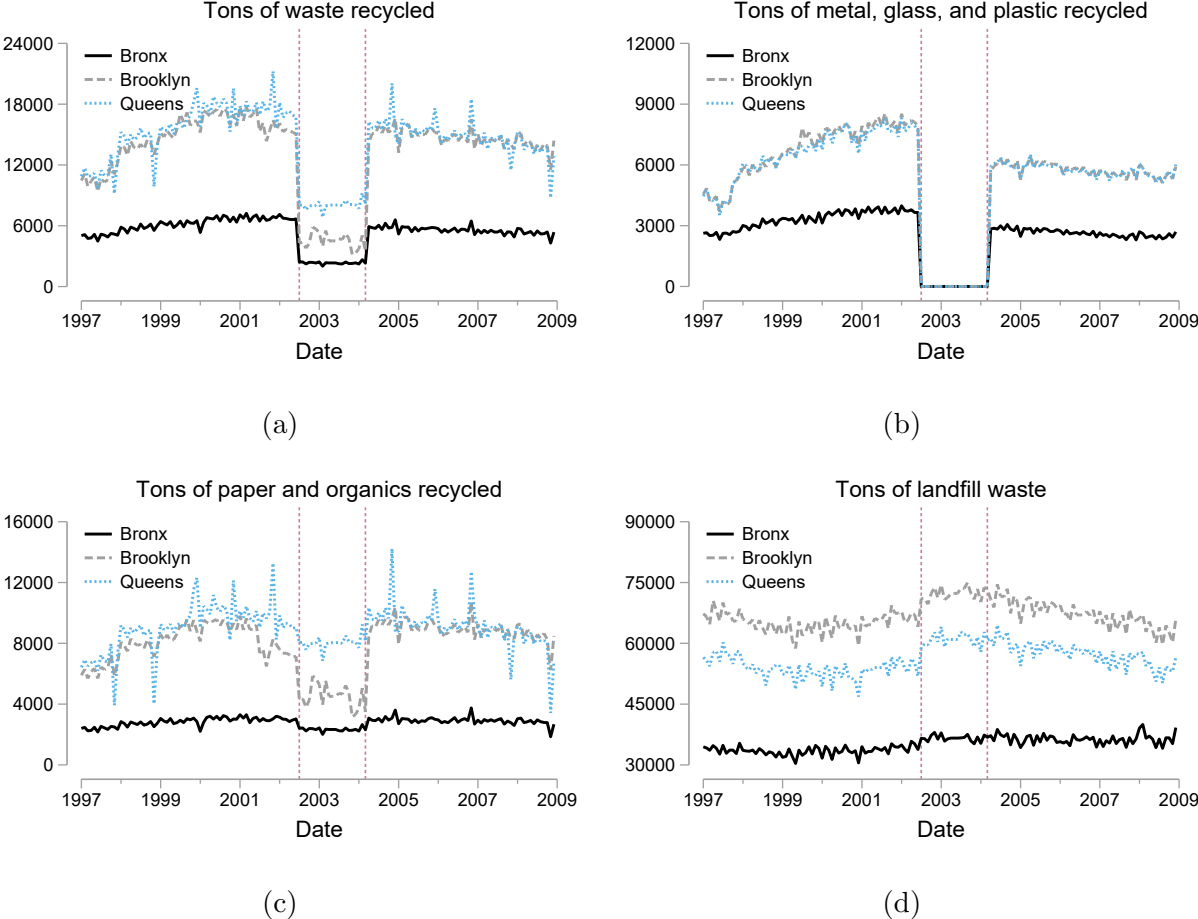 Tons of waste recycled
24000
18000
12000
6000
0
Bronx
Brooklyn
Queens
1997 1999 2001 2003 2005 2007 2009
Date
(a)
Tons of metal, glass, and plastic recycled
12000
9000
6000
3000
0
Bronx
Brooklyn
Queens
1997 1999 2001 2003 2005 2007 2009
Date
(b)
Tons of paper and organics recycled
16000
12000
8000
4000
0
Bronx
Brooklyn
Queens
1997 1999 2001 2003 2005 2007 2009
Date
(c)
Tons of landfill waste
90000
75000
60000
45000
30000
Bronx
Brooklyn
Queens
1997 1999 2001 2003 2005 2007 2009
Date
(d)